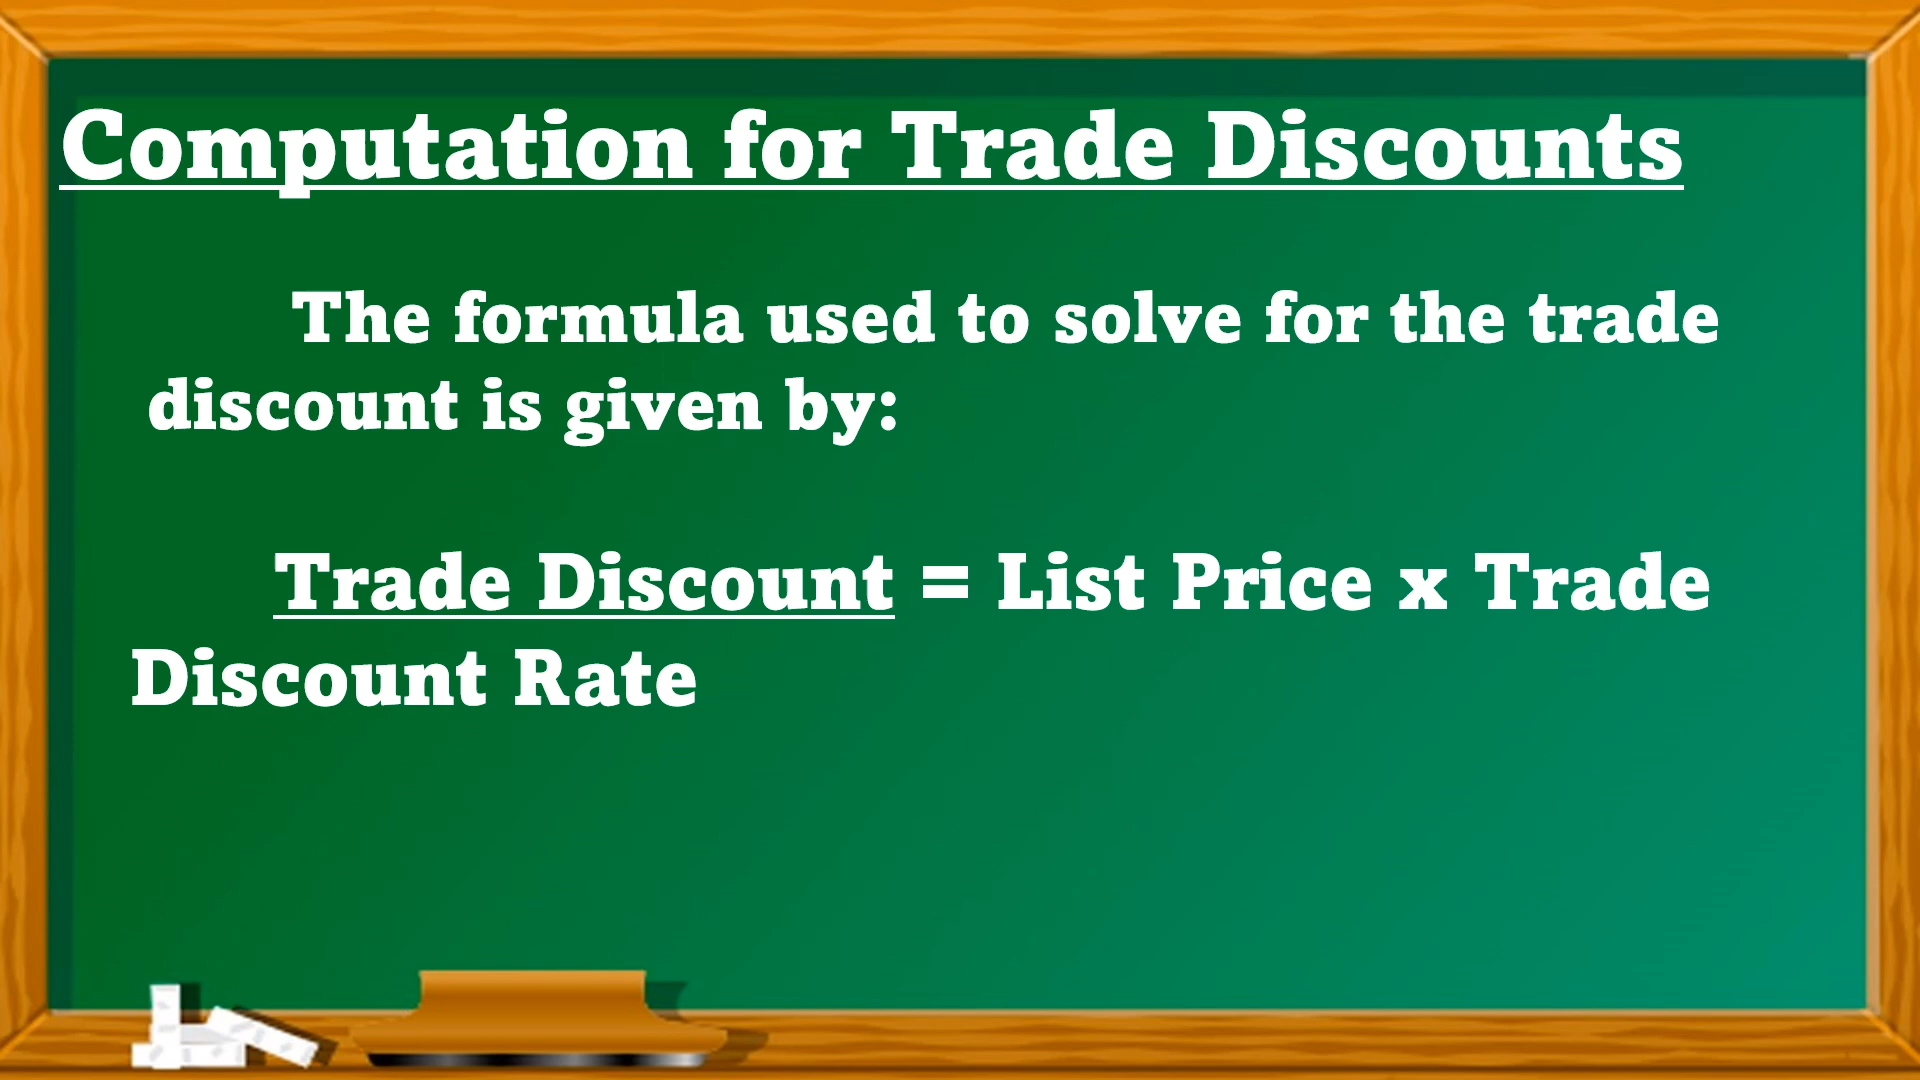 Computation for Trade Discounts
The formula used to solve for the trade
discount is given by:
Trade Discount = List Price x Trade
Discount Rate